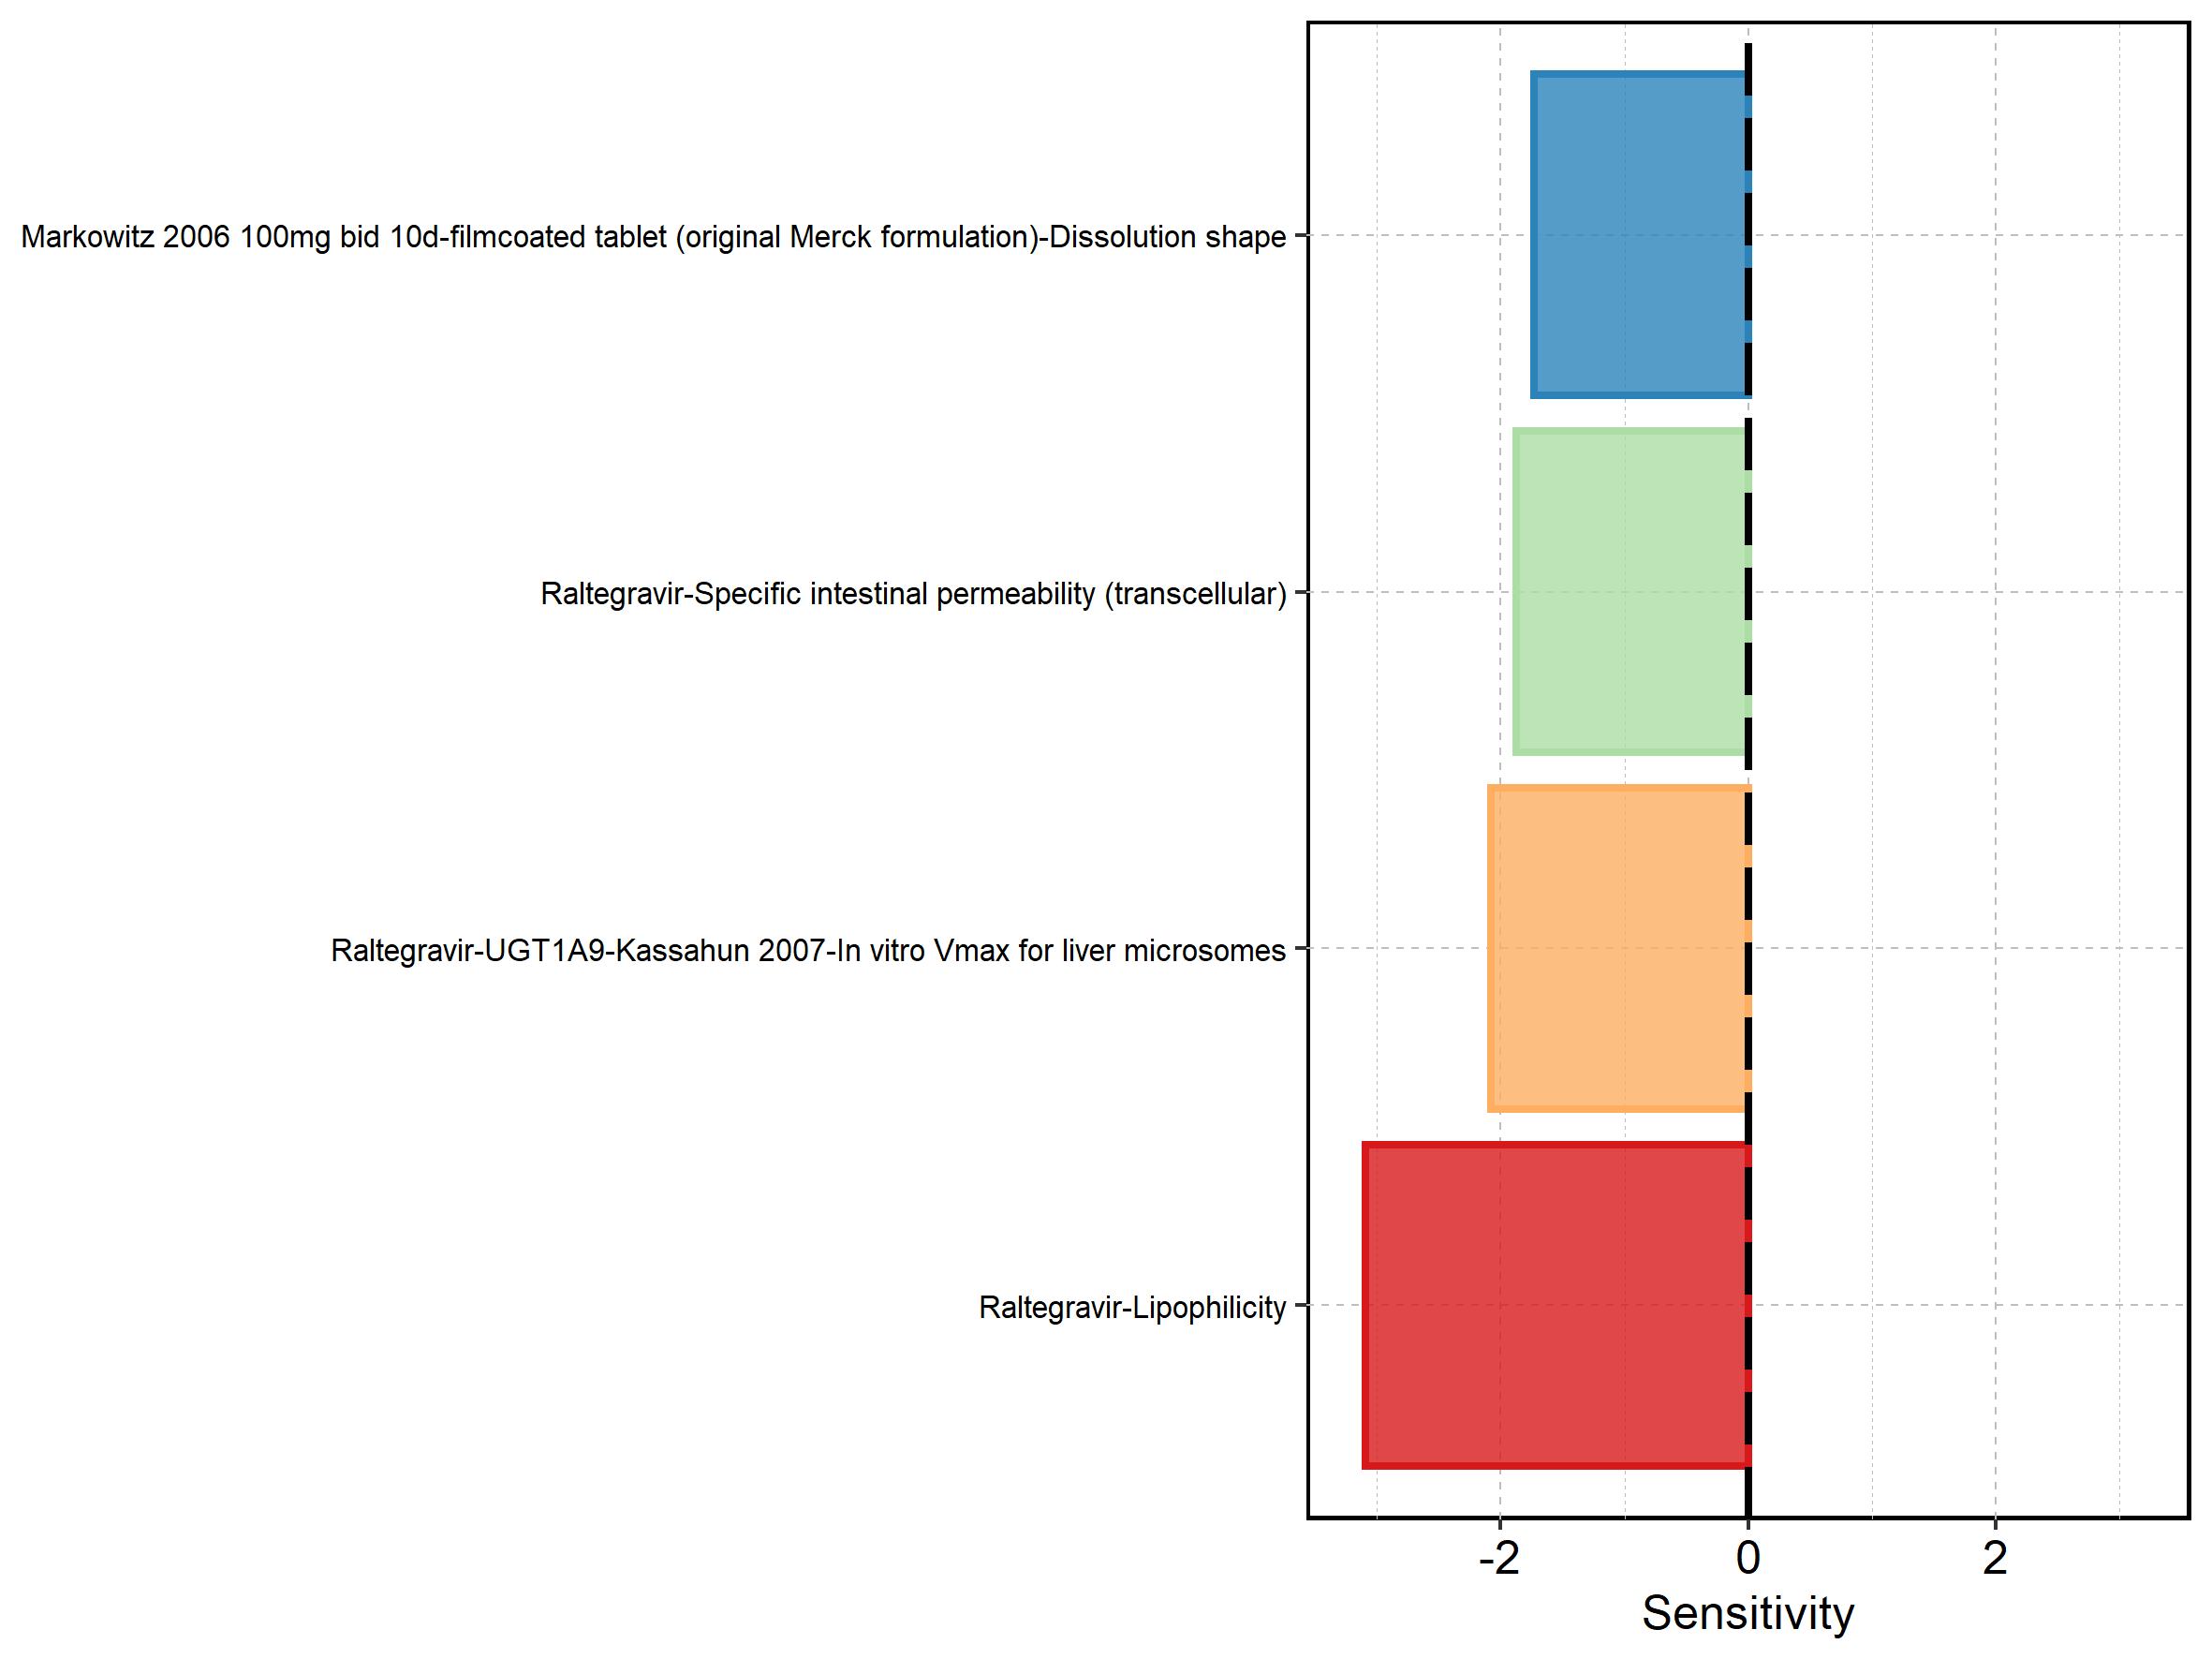 Markowitz 2006 100mg bid 10d-filmcoated tablet (original Merck formulation)-Dissolution shape
Raltegravir-Specific intestinal permeability (transcellular)
Raltegravir-UGT1A9-Kassahun 2007-In vitro Vmax for liver microsomes
Raltegravir-Lipophilicity
-2 0 2
Sensitivity